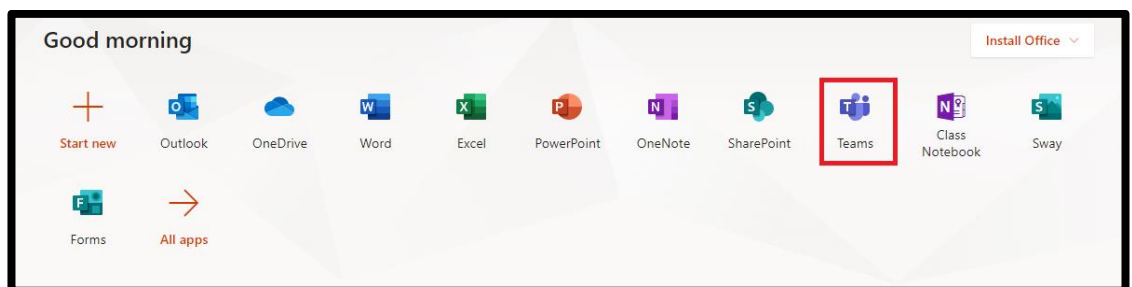 Good morning
Install Office
Start new
Outlook
OneDrive
Word
Excel
PowerPoint
OneNote
SharePoint
Teams
Class
Notebook
Sway
Forms
All apps
O
W
X
P
N
S
T
N
S
F